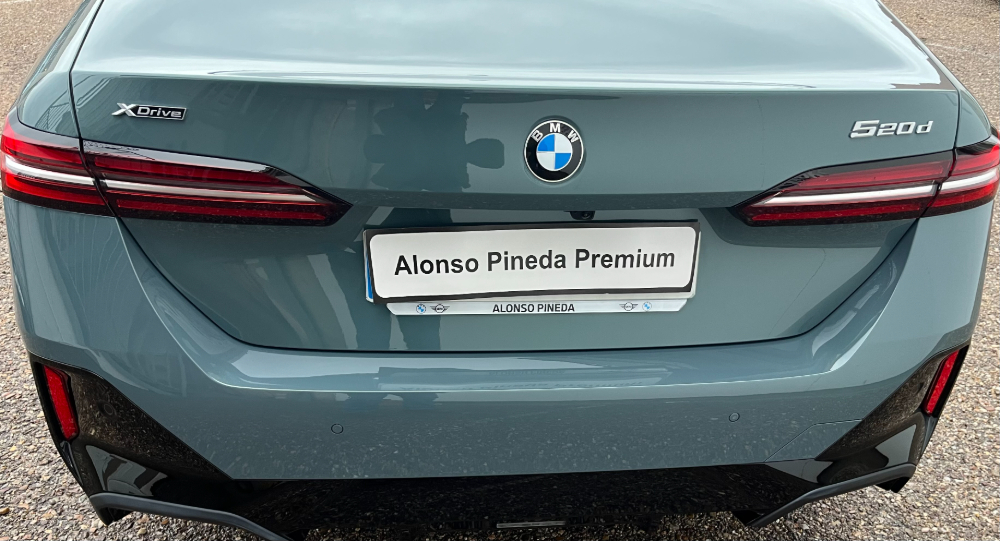 XDrive
BMW
520d
Alonso Pineda Premium
ALONSO PINEDA